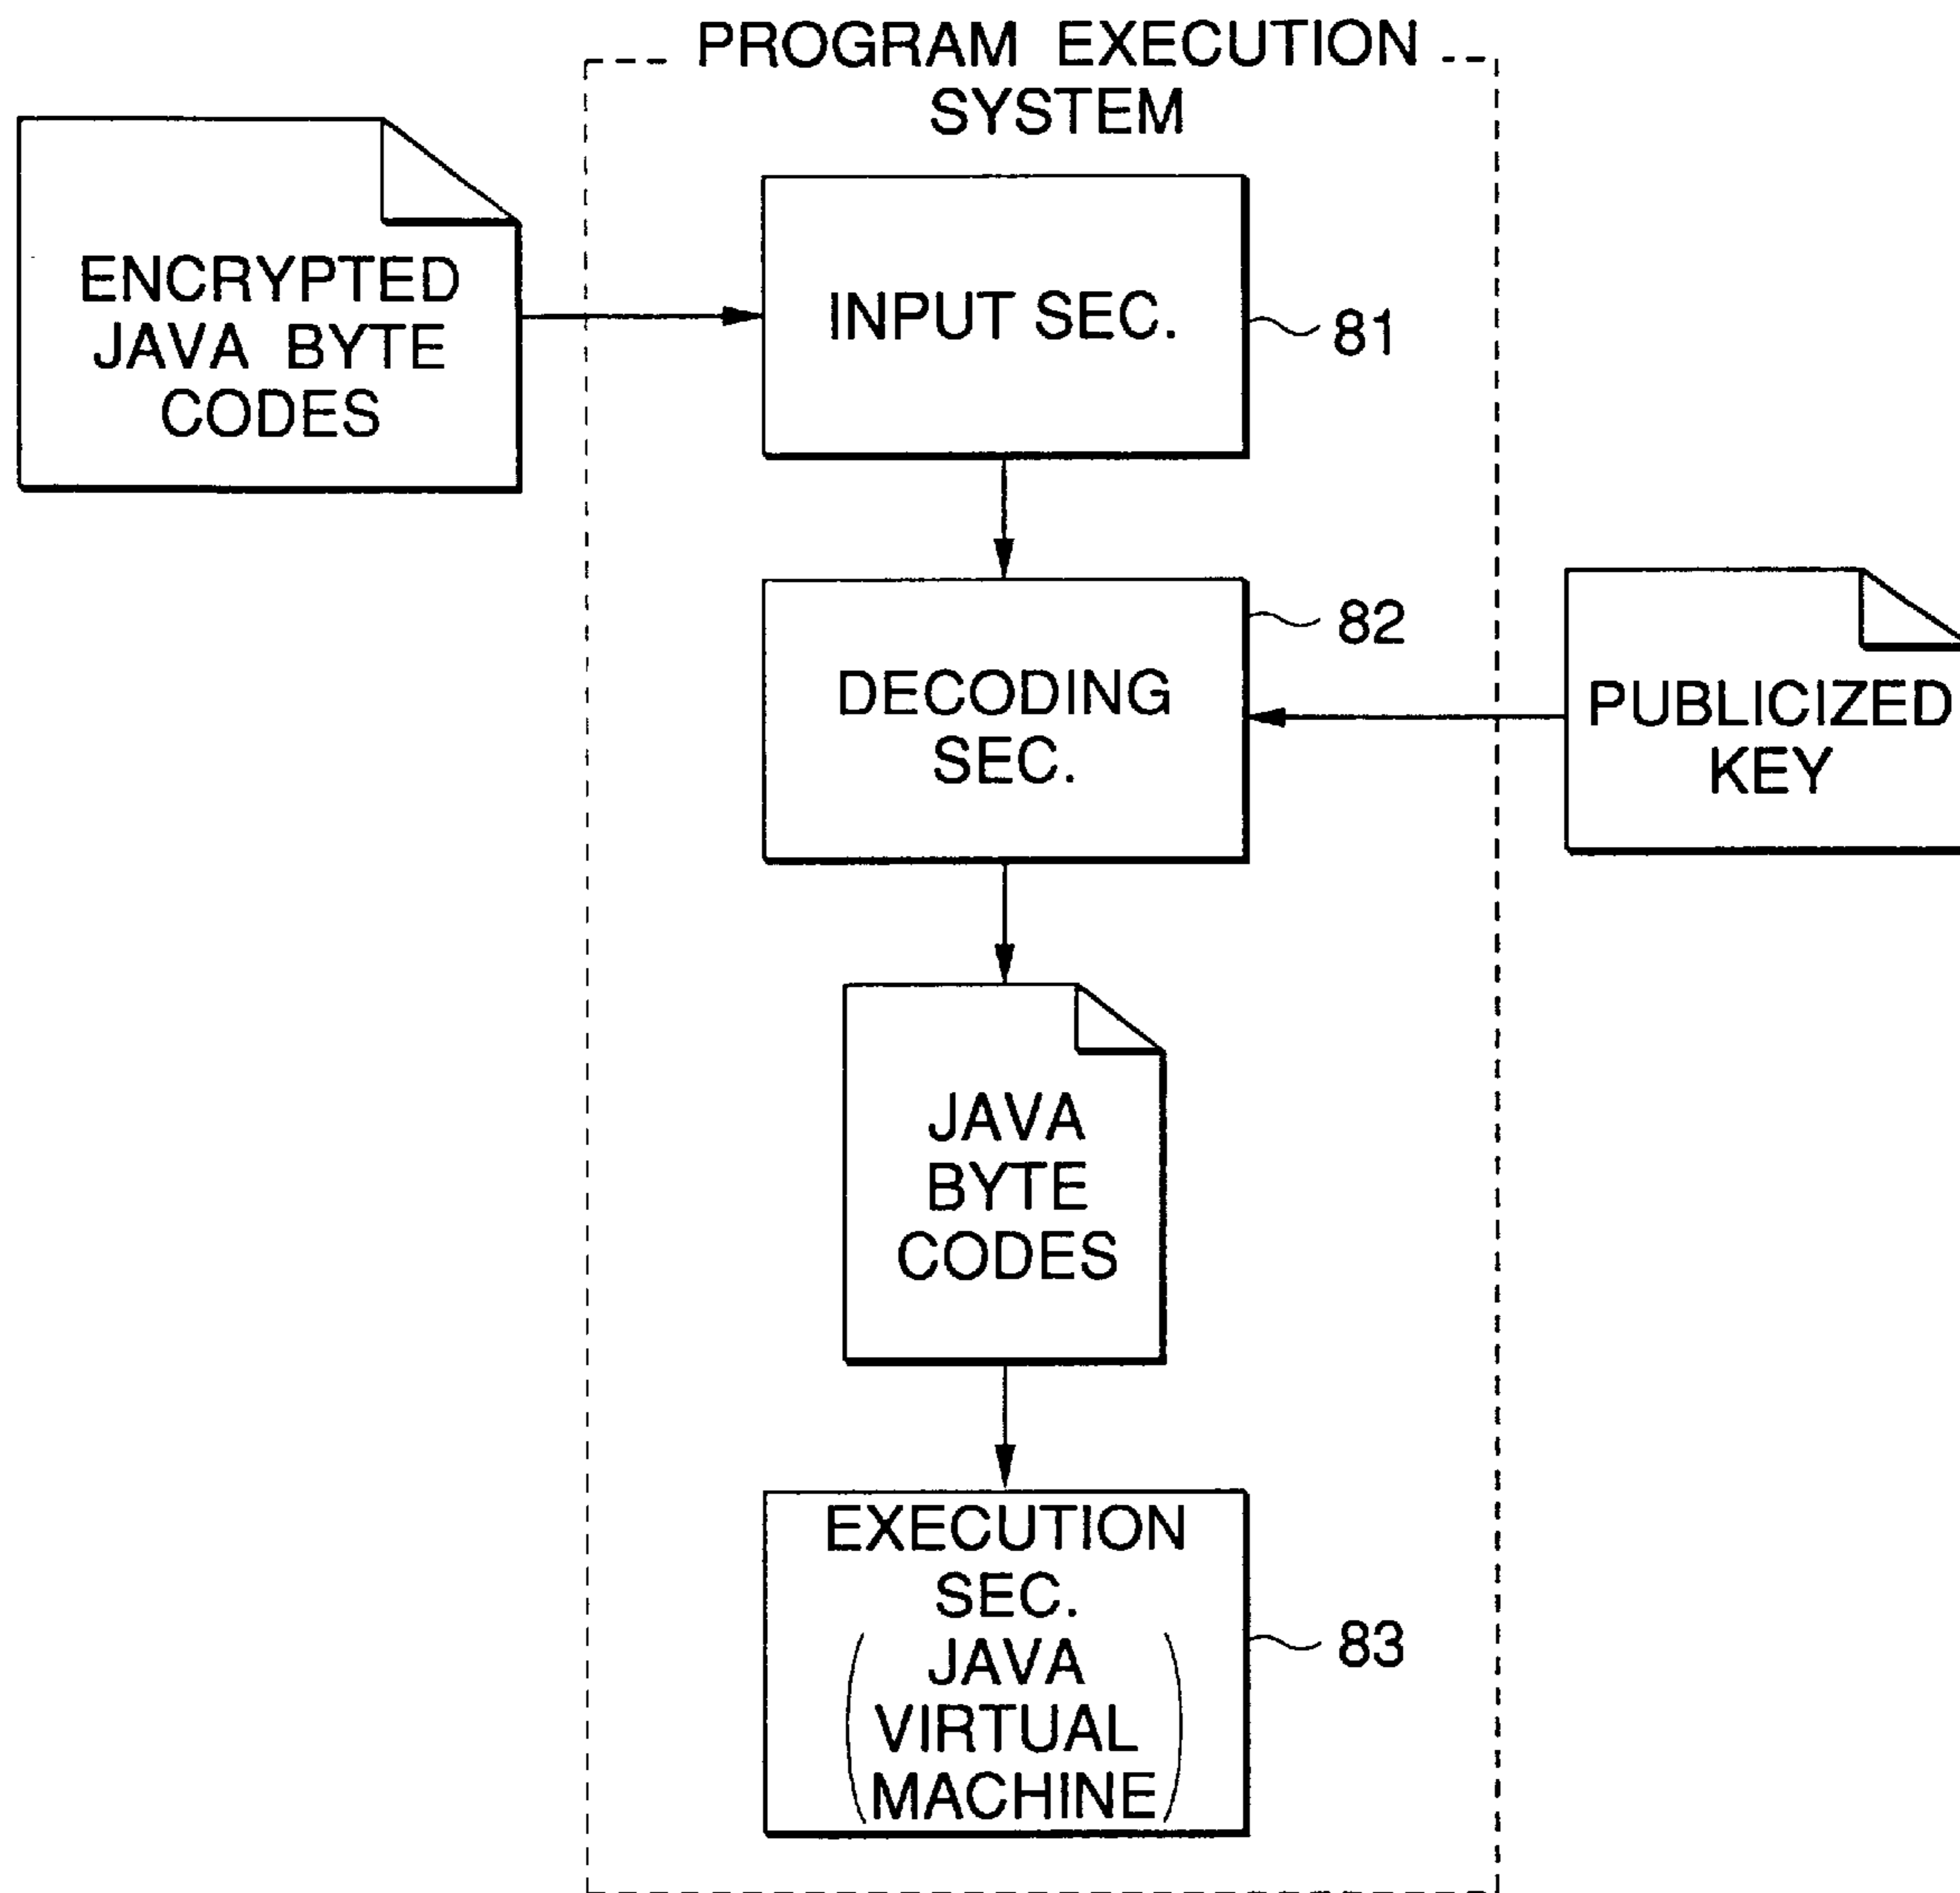 PROGRAM EXECUTION
SYSTEM
ENCRYPTED
JAVA BYTE
CODES
INPUT SEC.
81
82
DECODING
SEC.
PUBLICIZED
KEY
JAVA
BYTE
CODES
EXECUTION
SEC.
JAVA
VIRTUAL
MACHINE
83